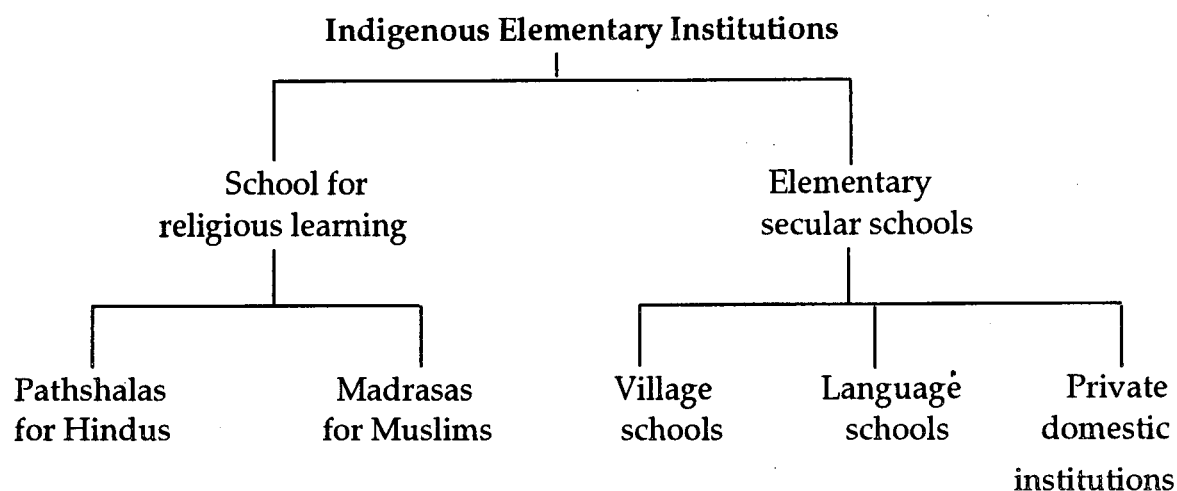 Indigenous Elementary Institutions
School for
religious learning
Elementary
secular schools
Pathshalas
for Hindus
Madrasas
for Muslims
Village
schools
Language
schools
Private
domestic
institutions